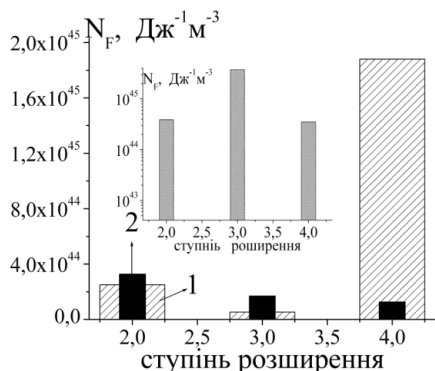 N_F, Дж⁻¹м⁻³
2,0x10⁴⁵
1,6x10⁴⁵
1,2x10⁴⁵
8,0x10⁴⁴
4,0x10⁴⁴
0,0
N_F, Дж⁻¹м⁻³
10⁴⁵
10⁴⁴
10⁴³
2,0 2,5 3,0 3,5 4,0
ступніь роширення
2
1
2,0 2,5 3,0 3,5 4,0
ступінь розширення